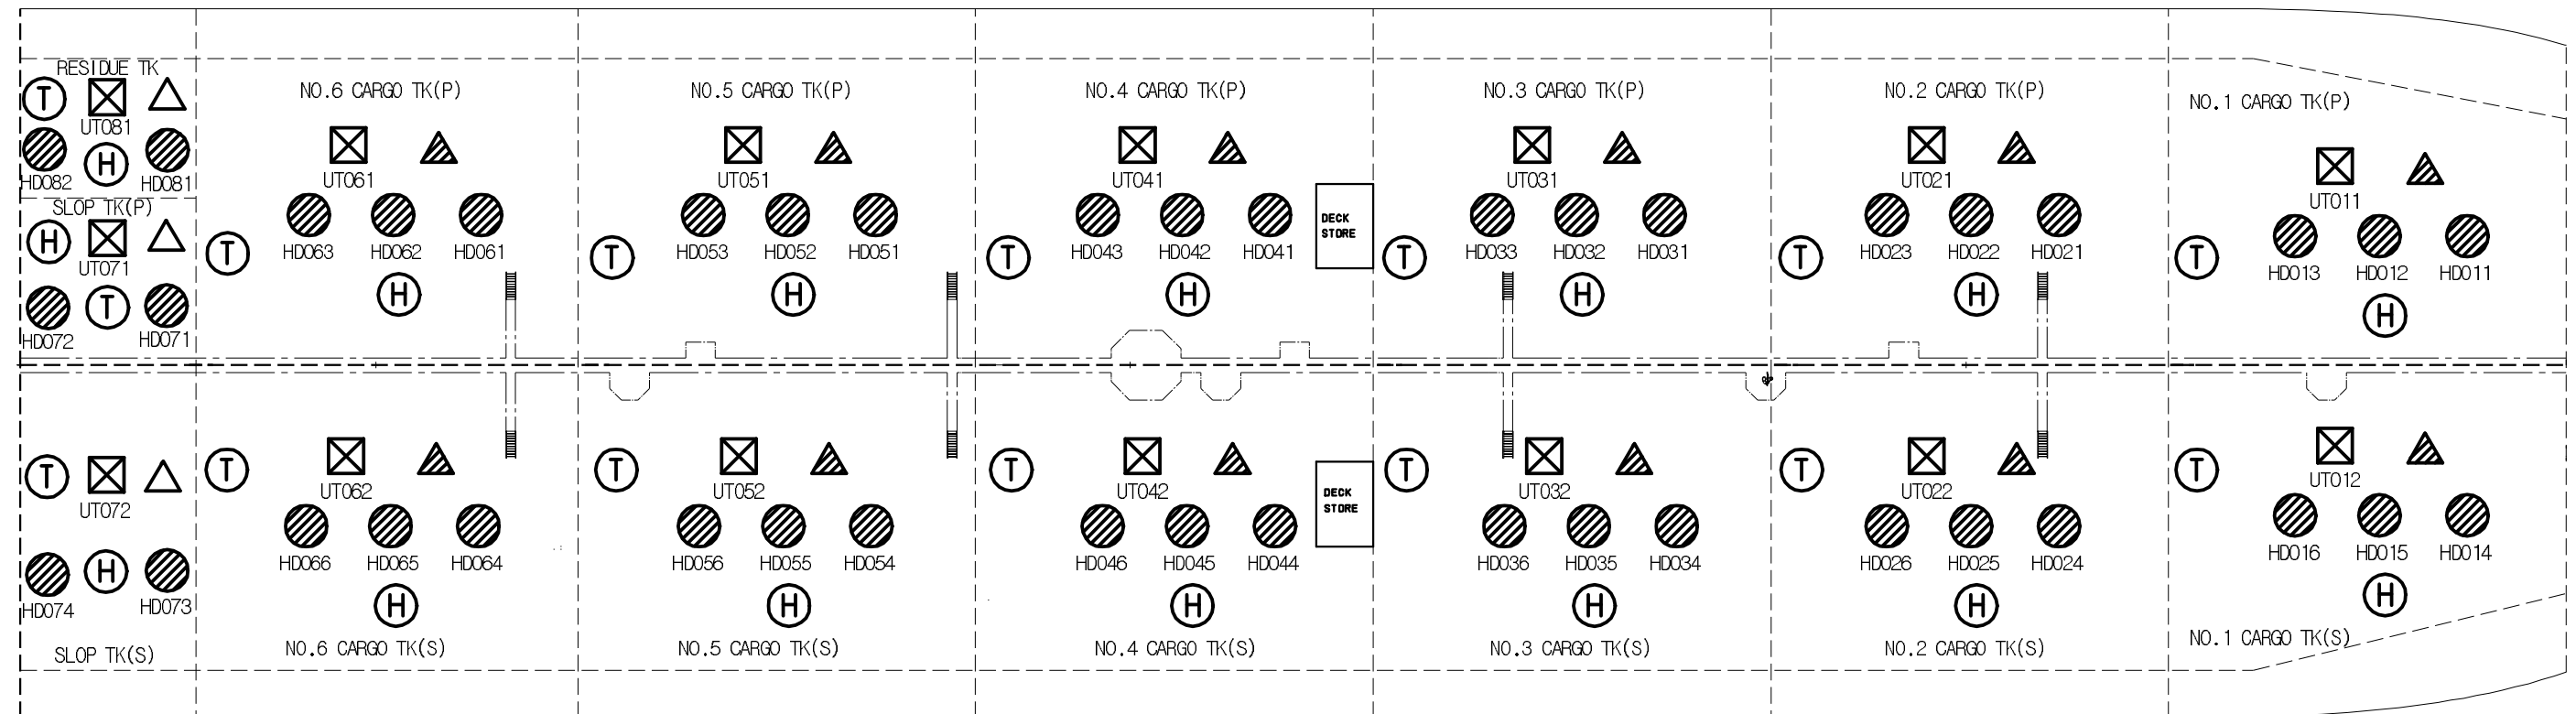 RESIDUE TK
T
UT081
HD082
H
HD081
SLOP TK(P)
H
UT071
HD072
T
HD071
NO.6 CARGO TK(P)
UT061
T
HD063 HD062 HD061
H
NO.5 CARGO TK(P)
UT051
T
HD053 HD052 HD051
H
NO.4 CARGO TK(P)
UT041
T
HD043 HD042 HD041
H
DECK
STORE
NO.3 CARGO TK(P)
UT031
T
HD033 HD032 HD031
H
NO.2 CARGO TK(P)
UT021
T
HD023 HD022 HD021
H
NO.1 CARGO TK(P)
UT011
T
HD013 HD012 HD011
H
T
UT072
HD074
H
HD073
SLOP TK(S)
T
UT062
HD066 HD065 HD064
H
NO.6 CARGO TK(S)
T
UT052
HD056 HD055 HD054
H
NO.5 CARGO TK(S)
T
UT042
HD046 HD045 HD044
H
NO.4 CARGO TK(S)
DECK
STORE
T
UT032
HD036 HD035 HD034
H
NO.3 CARGO TK(S)
T
UT022
HD026 HD025 HD024
H
NO.2 CARGO TK(S)
T
UT012
HD016 HD015 HD014
H
NO.1 CARGO TK(S)